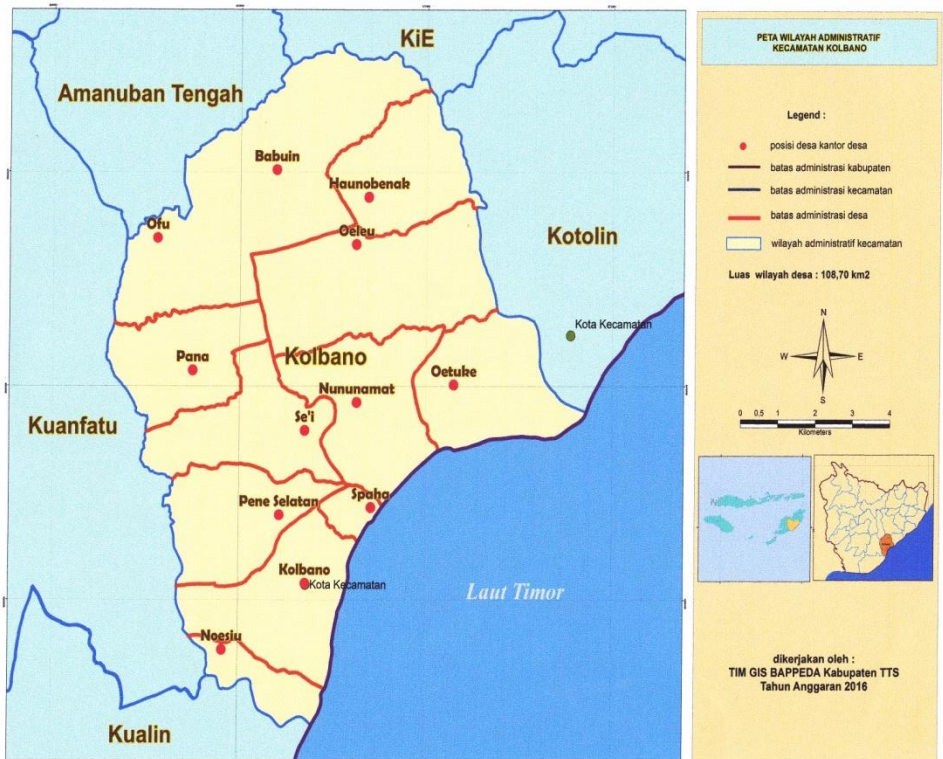 KiE
Amanuban Tengah
Babuin
Haunobenak
Ofu
Oeleu
Kotolin
Kota Kecamatan
Kolbano
Pana
Oetuke
Nununamat
Kuanfatu
Se'i
Pene Selatan
Spaha
Kolbano
Kota Kecamatan
Laut Timor
Noesiu
Kualin
PETA WILAYAH ADMINISTRATIF
KECAMATAN KOLBANO
Legend :
posisi desa kantor desa
batas administrasi kabupaten
batas administrasi kecamatan
batas administrasi desa
wilayah administratif kecamatan
Luas wilayah desa : 108,70 km2
N
W
E
S
0 0.5 1 2 3 4
Kilometers
dikerjakan oleh :
TIM GIS BAPPEDA Kabupaten TTS
Tahun Anggaran 2016